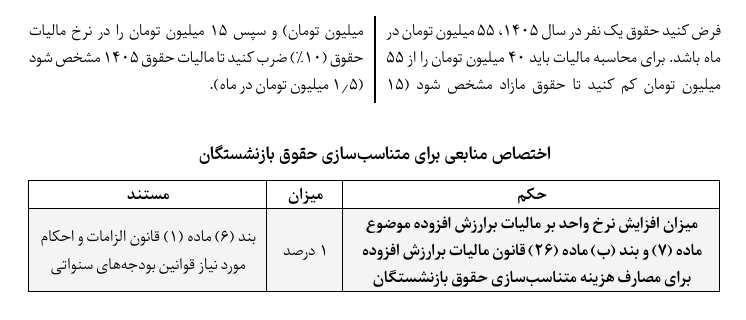 فرض کنید حقوق یک نفر در سال ۱۴۰۵، ۵۵ میلیون تومان در
ماه باشد. برای محاسبه مالیات باید ۴۰ میلیون تومان را از ۵۵
میلیون تومان کم کنید تا حقوق مازاد مشخص شود (۱۵
میلیون تومان) و سپس ۱۵ میلیون تومان را در نرخ مالیات
حقوق (۱۰٪) ضرب کنید تا مالیات حقوق ۱۴۰۵ مشخص شود
(۱٫۵ میلیون تومان در ماه).
اختصاص منابعی برای متناسب‌سازی حقوق بازنشستگان
حکم
میزان
مستند
میزان افزایش نرخ واحد بر مالیات برارزش افزوده موضوع
ماده (۷) و بند (ب) ماده (۲۶) قانون مالیات برارزش افزوده
برای مصارف هزینه متناسب‌سازی حقوق بازنشستگان
۱ درصد
بند (۶) ماده (۱) قانون الزامات و احکام
مورد نیاز قوانین بودجه‌های سنواتی